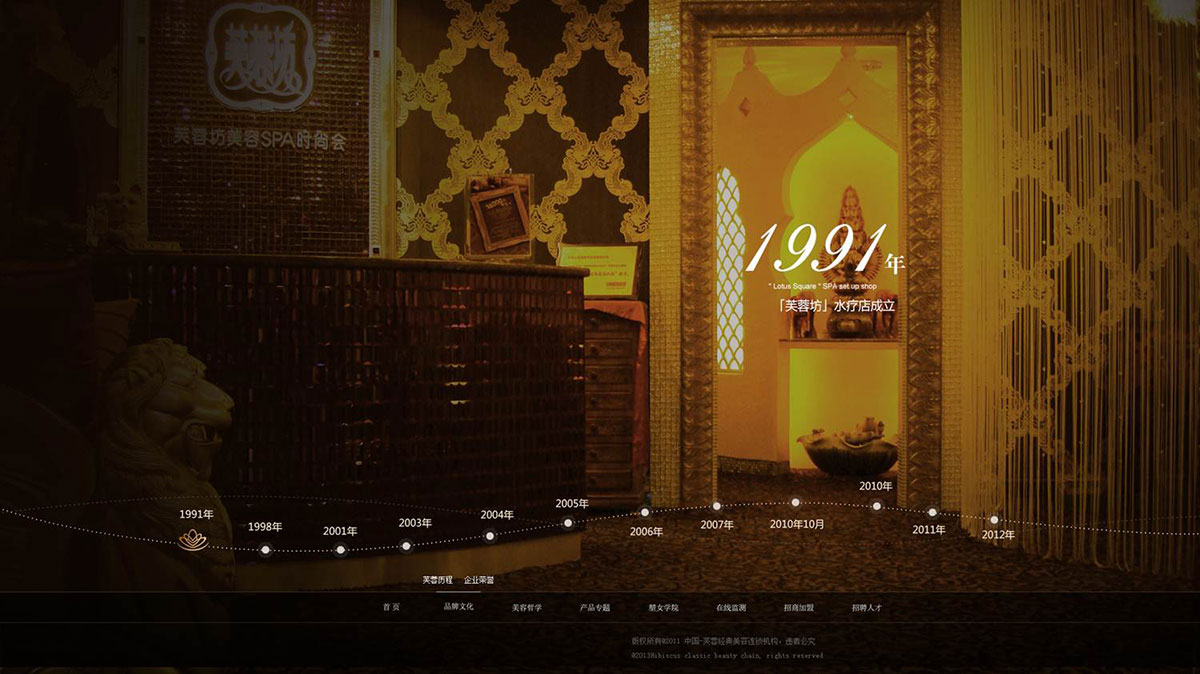 芙蓉坊
芙蓉坊美容SPA时尚会
1991年
" Lotus Square " SPA set up shop
「芙蓉坊」水疗店成立
1991年
1998年
2001年
2003年
2004年
2005年
2006年
2007年
2010年10月
2010年
2011年
2012年
芙蓉历程 企业荣誉
首 页 品牌文化 美容哲学 产品专题 塑女学院 在线监测 招商加盟 招聘人才
版权所有@2011 中国-芙蓉经典美容连锁机构，违者必究
@2013Hibiscus classic beauty chain, rights reserved